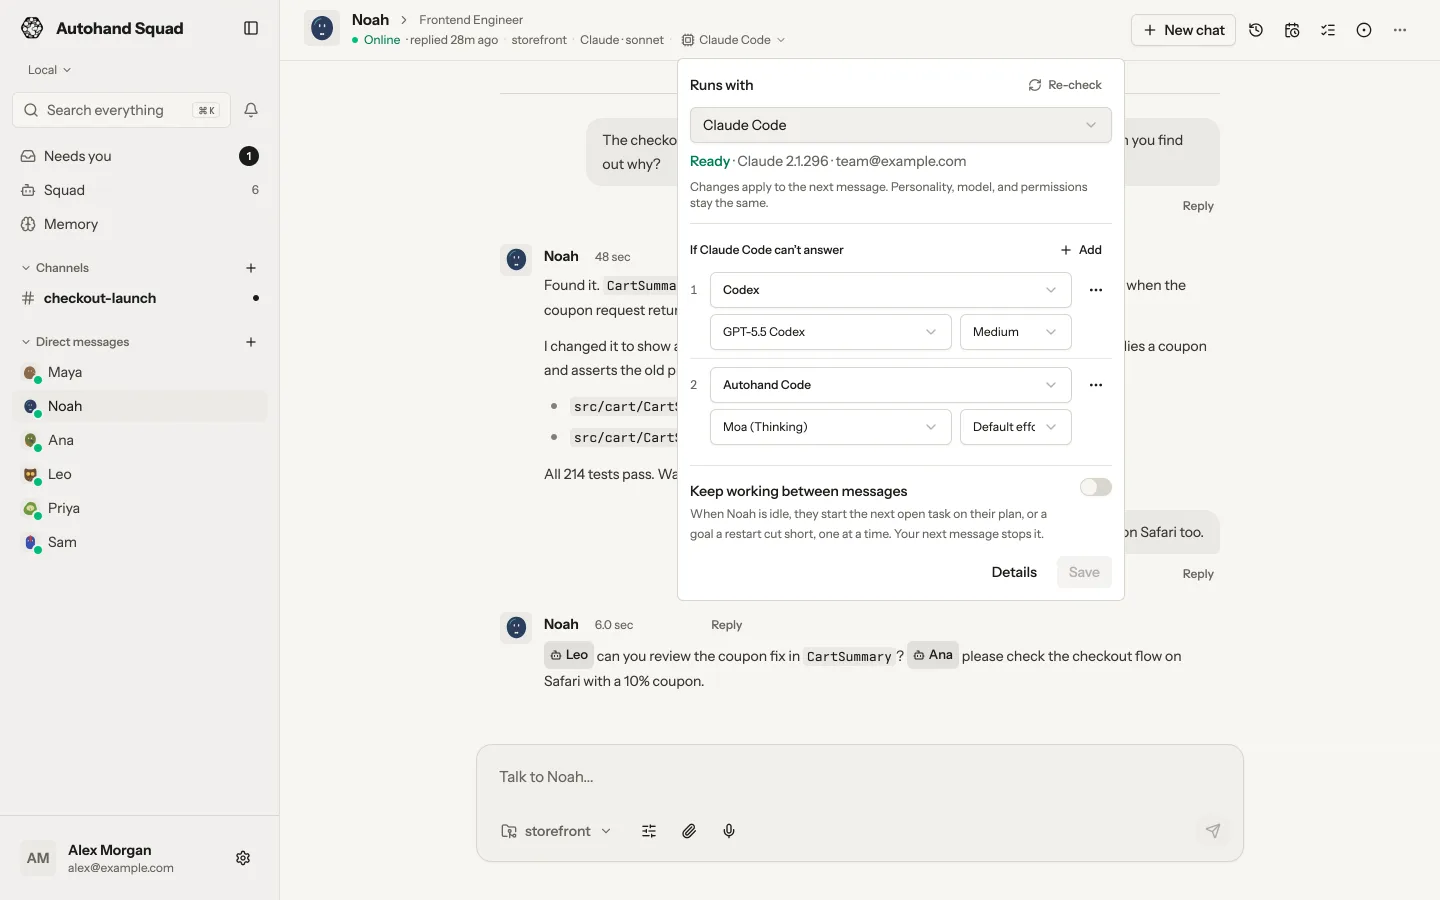 Autohand Squad
Local
Search everything
⌘K
Needs you
1
Squad
6
Memory
Channels
# checkout-launch
Direct messages
Maya
Noah
Ana
Leo
Priya
Sam
AM
Alex Morgan
alex@example.com
Noah > Frontend Engineer
Online · replied 28m ago storefront Claude · sonnet Claude Code
New chat
Runs with
Re-check
Claude Code
Ready · Claude 2.1.296 · team@example.com
Changes apply to the next message. Personality, model, and permissions
stay the same.
If Claude Code can't answer
Add
1
Codex
GPT-5.5 Codex
Medium
2
Autohand Code
Moa (Thinking)
Default effo
Keep working between messages
When Noah is idle, they start the next open task on their plan, or a
goal a restart cut short, one at a time. Your next message stops it.
Details
Save
The checko
you find
out why?
Reply
Noah 48 sec
Found it. CartSumma
when the
coupon request retur
I changed it to show a
lies a coupon
and asserts the old p
src/cart/CartS
src/cart/CartS
All 214 tests pass. Wa
on Safari too.
Reply
Noah 6.0 sec
Reply
Leo can you review the coupon fix in CartSummary ? Ana please check the checkout flow on
Safari with a 10% coupon.
Talk to Noah...
storefront